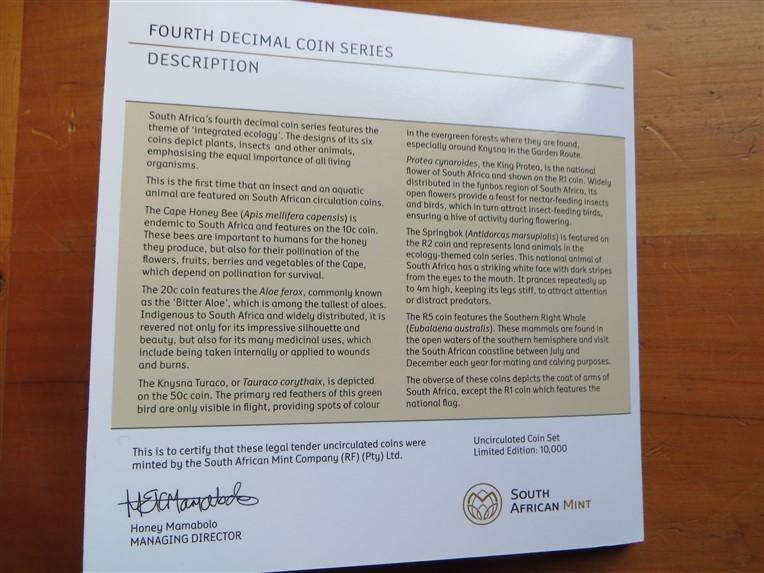 FOURTH DECIMAL COIN SERIES
DESCRIPTION
South Africa's fourth decimal coin series features the
theme of 'integrated ecology'. The designs of its six
coins depict plants, insects and other animals,
emphasising the equal importance of all living
organisms.
This is the first time that an insect and an aquatic
animal are featured on South African circulation coins.
The Cape Honey Bee (Apis mellifera capensis) is
endemic to South Africa and features on the 10c coin.
These bees are important to humans for the honey
they produce, but also for their pollination of the
flowers, fruits, berries and vegetables of the Cape,
which depend on pollination for survival.
The 20c coin features the Aloe ferox, commonly known
as the 'Bitter Aloe', which is among the tallest of aloes.
Indigenous to South Africa and widely distributed, it is
revered not only for its impressive silhouette and
beauty, but also for its many medicinal uses, which
include being taken internally or applied to wounds
and burns.
The Knysna Turaco, or Tauraco corythaix, is depicted
on the 50c coin. The primary red feathers of this green
bird are only visible in flight, providing spots of colour
in the evergreen forests where they are found,
especially around Knysna in the Garden Route.
Protea cynaroides, the King Protea, is the national
flower of South Africa and shown on the R1 coin. Widely
distributed in the fynbos region of South Africa, its
open flowers provide a feast for nectar-feeding insects
and birds, which in turn attract insect-feeding birds,
ensuring a hive of activity during flowering.
The Springbok (Antidorcas marsupialis) is featured on
the R2 coin and represents land animals in the
ecology-themed coin series. This national animal of
South Africa has a striking white face with dark stripes
from the eyes to the mouth. It prances repeatedly up
to 4m high, keeping its legs stiff, to attract attention
or distract predators.
The R5 coin features the Southern Right Whale
(Eubalaena australis). These mammals are found in
the open waters of the southern hemisphere and visit
the South African coastline between July and
December each year for mating and calving purposes.
The obverse of these coins depicts the coat of arms of
South Africa, except the R1 coin which features the
national flag.
This is to certify that these legal tender uncirculated coins were
minted by the South African Mint Company (RF) (Pty) Ltd.
Uncirculated Coin Set
Limited Edition: 10,000
HEKMamabolo
Honey Mamabolo
MANAGING DIRECTOR
SOUTH
AFRICAN MINT